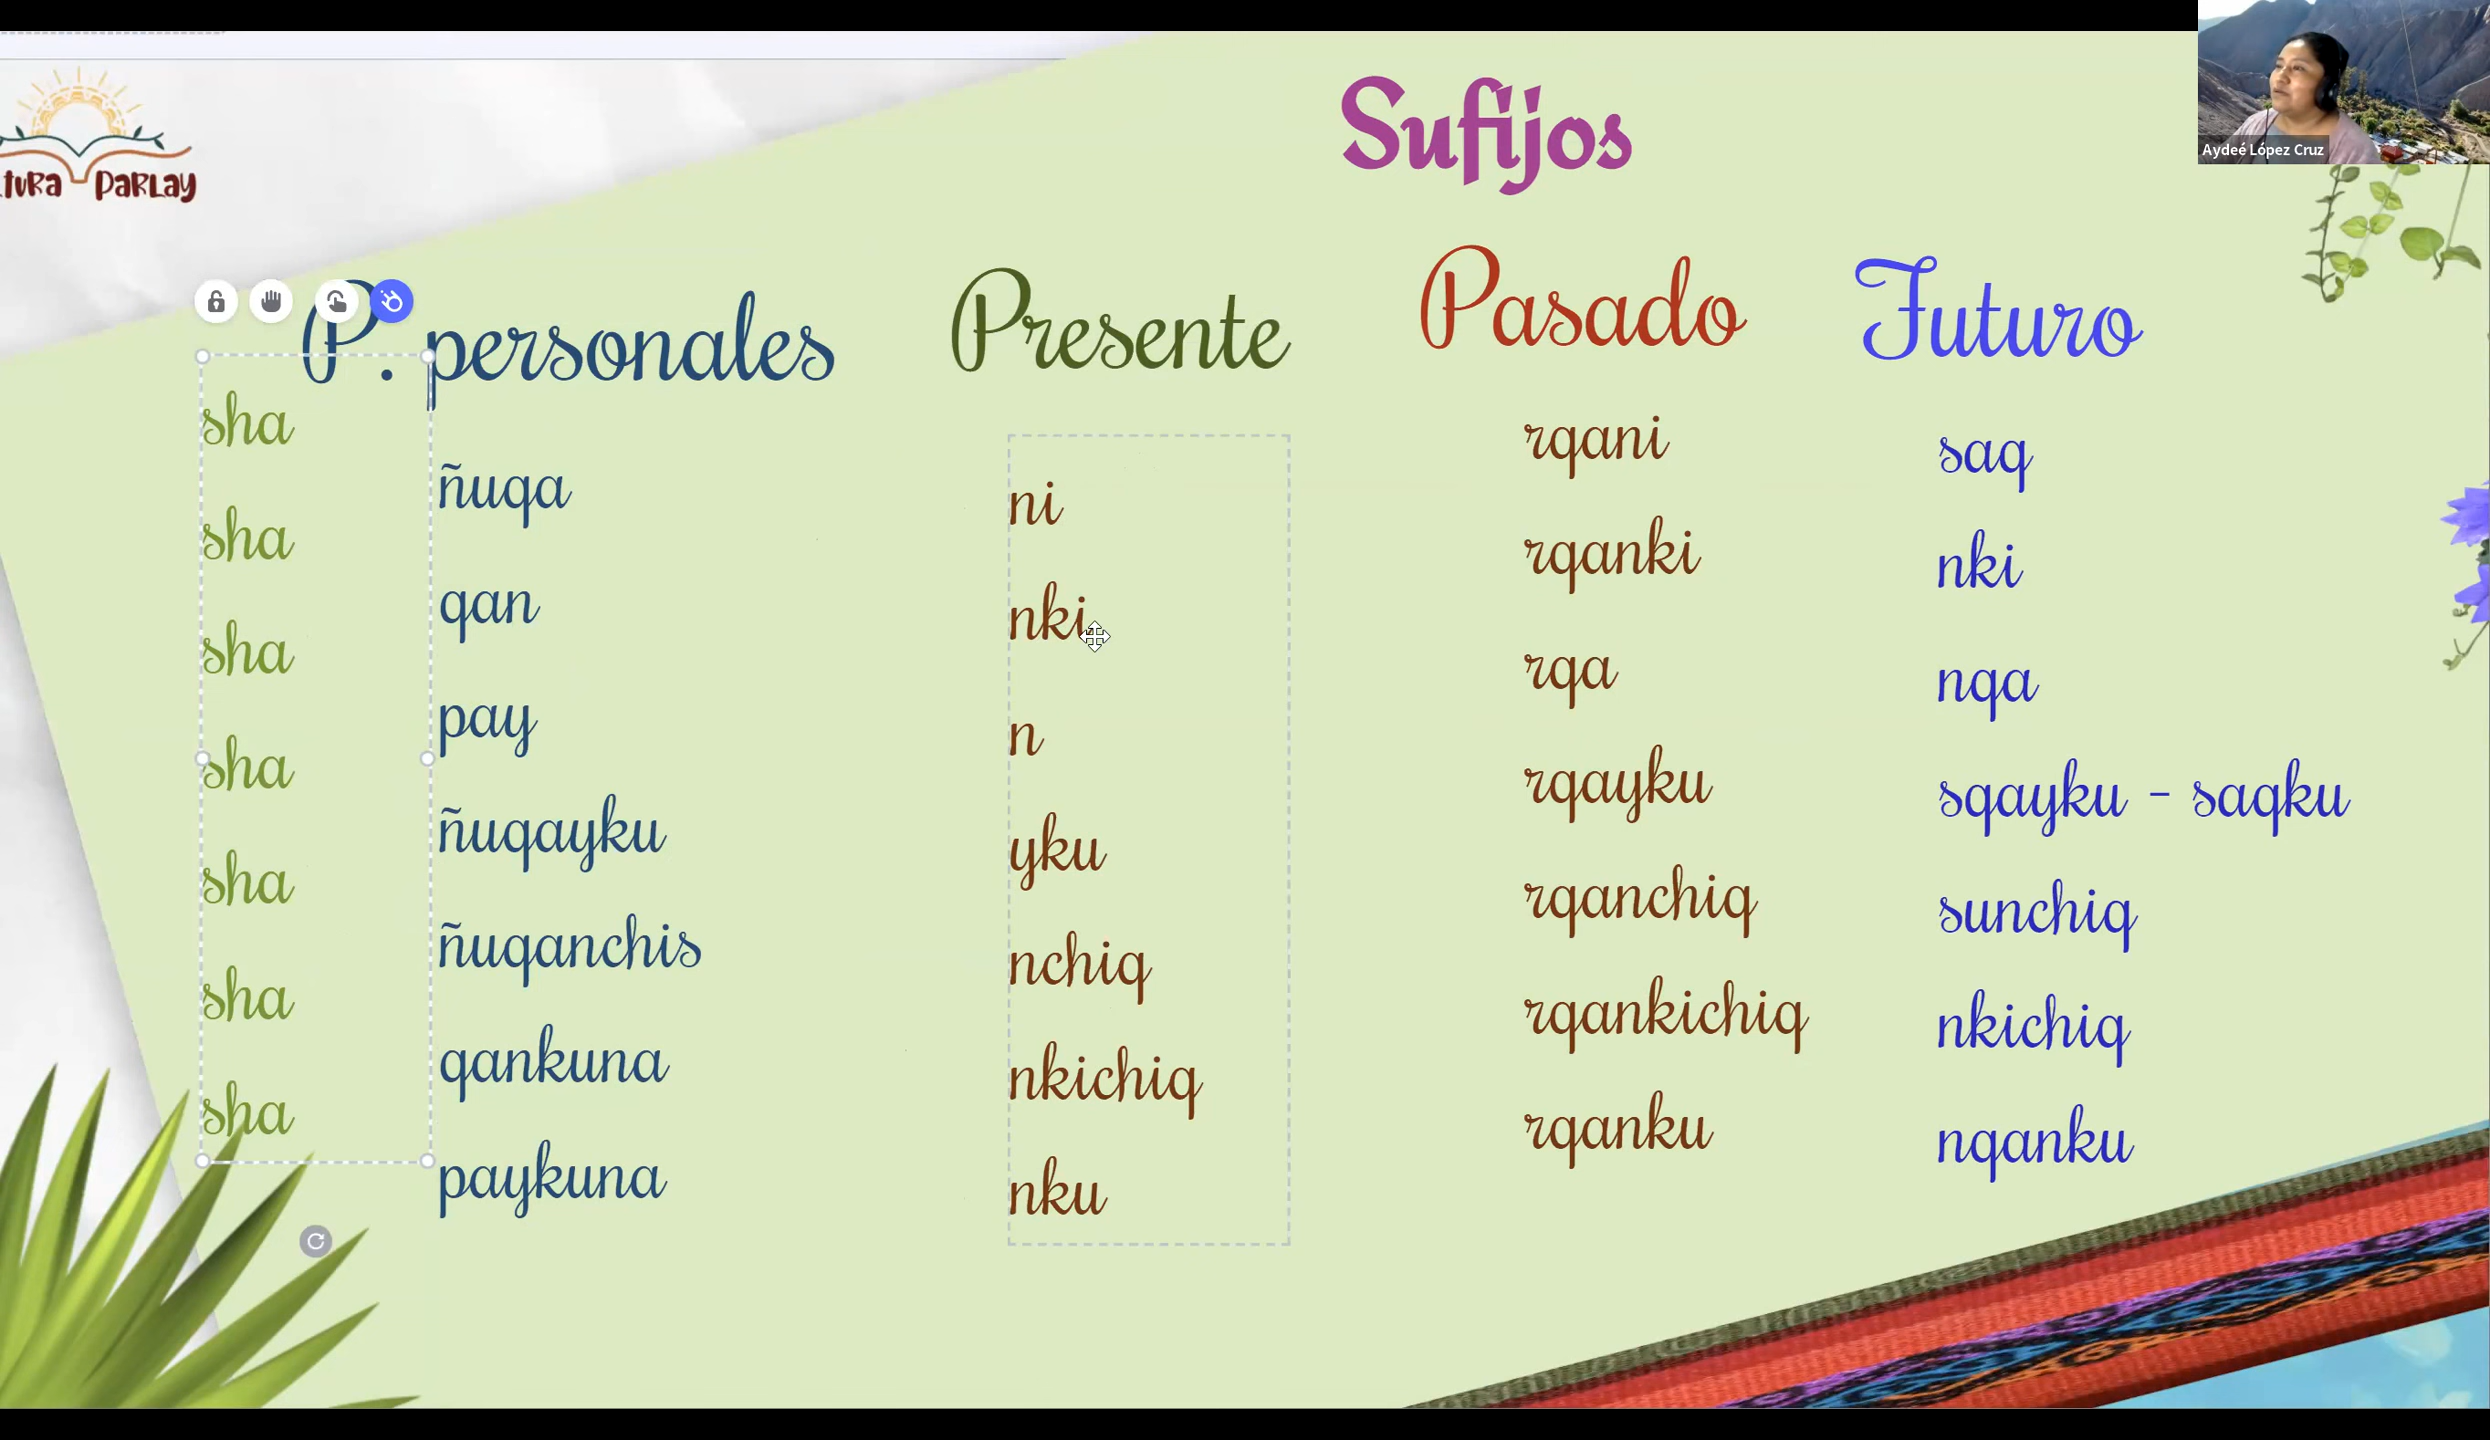 Sufijos
Aydeé López Cruz
PARLAY
P. personales Presente Pasado Futuro
sha ñuqa ni rqani saq
sha qan nki rqanki nki
sha pay n rqa nqa
sha ñuqayku yku rqayku sqayku - saqku
sha ñuqanchis nchiq rqanchiq sunchiq
sha qankuna nkichiq rqankichiq nkichiq
sha paykuna nku rqanku nqanku